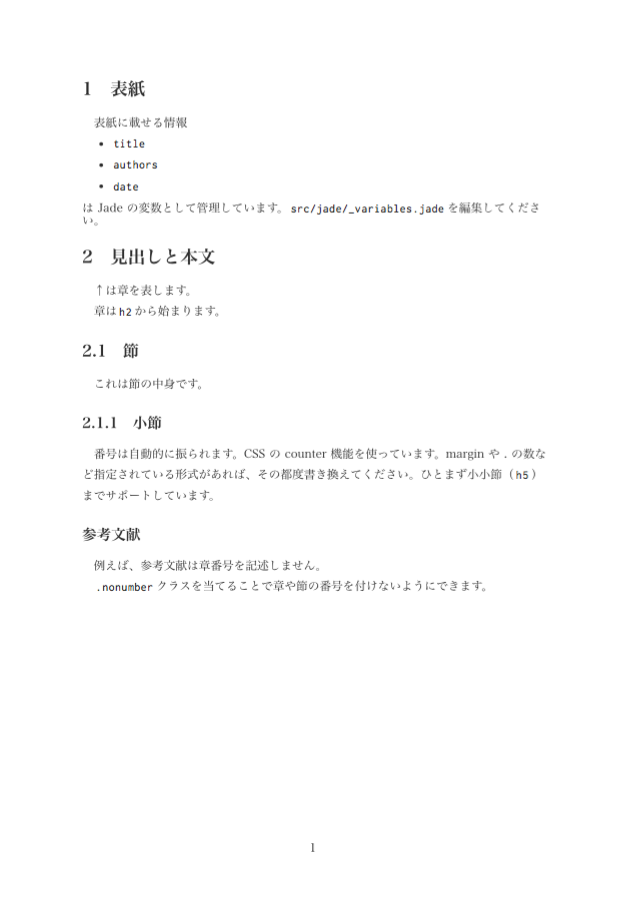 1　表紙
表紙に載せる情報
• title
• authors
• date
は Jade の変数として管理しています。src/jade/_variables.jade を編集してくださ
い。
2　見出しと本文
↑は章を表します。
章は h2 から始まります。
2.1　節
これは節の中身です。
2.1.1　小節
番号は自動的に振られます。CSS の counter 機能を使っています。margin や . の数な
ど指定されている形式があれば、その都度書き換えてください。ひとまず小小節（h5）
までサポートしています。
参考文献
例えば、参考文献は章番号を記述しません。
.nonumber クラスを当てることで章や節の番号を付けないようにできます。
1